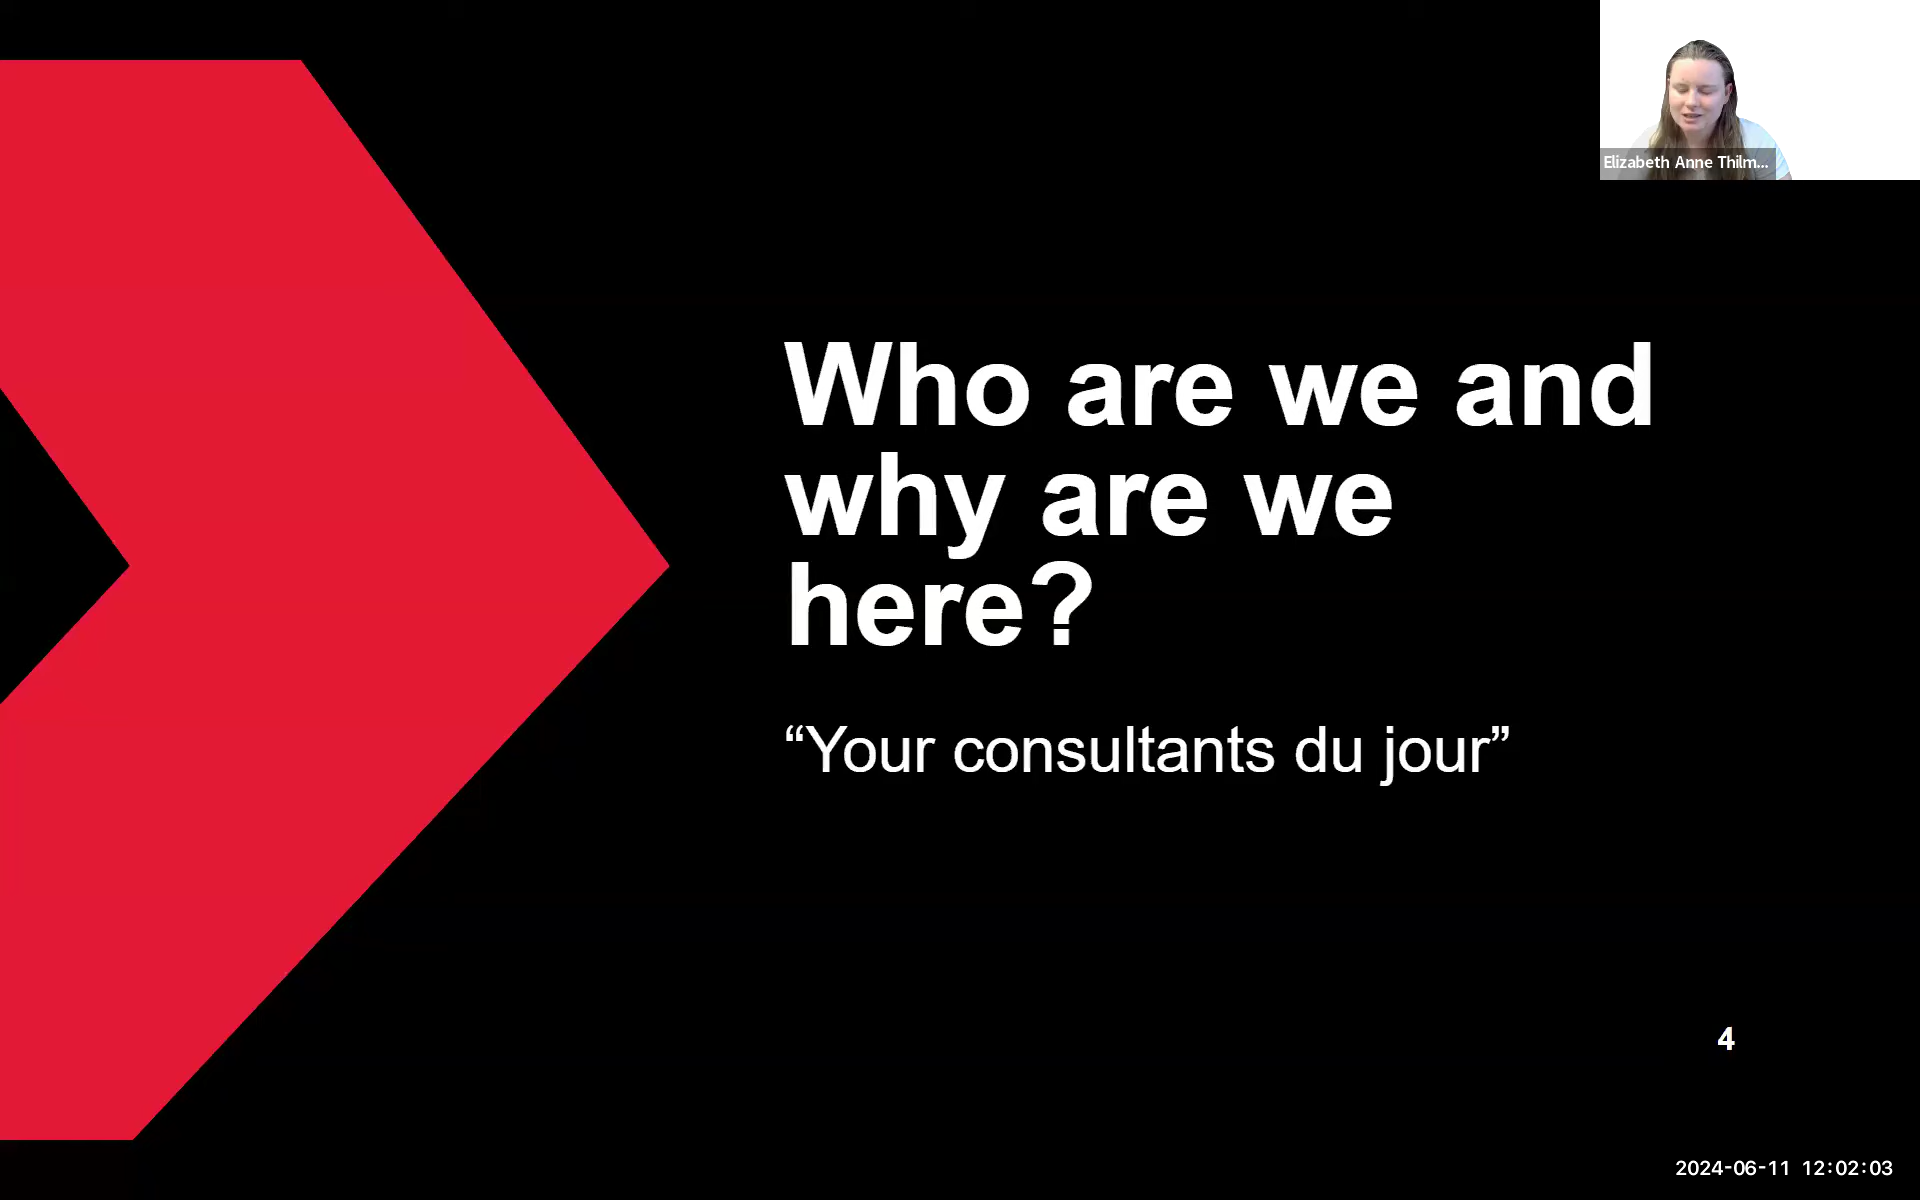 Elizabeth Anne Thilm...
Who are we and
why are we
here?
“Your consultants du jour”
4
2024-06-11 12:02:03